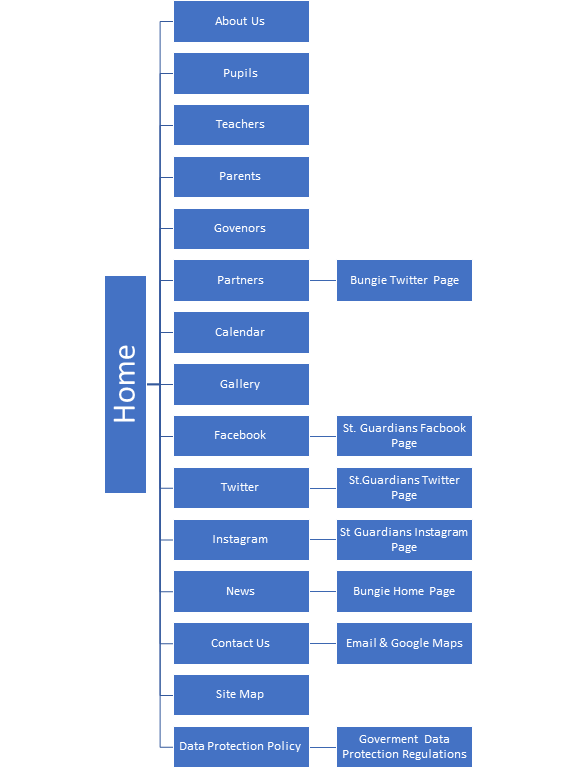 About Us
Pupils
Teachers
Parents
Govenors
Partners
Bungie Twitter Page
Calendar
Home
Gallery
Facebook
St. Guardians Facbook
Page
Twitter
St.Guardians Twitter
Page
Instagram
St Guardians Instagram
Page
News
Bungie Home Page
Contact Us
Email & Google Maps
Site Map
Data Protection Policy
Goverment Data
Protection Regulations